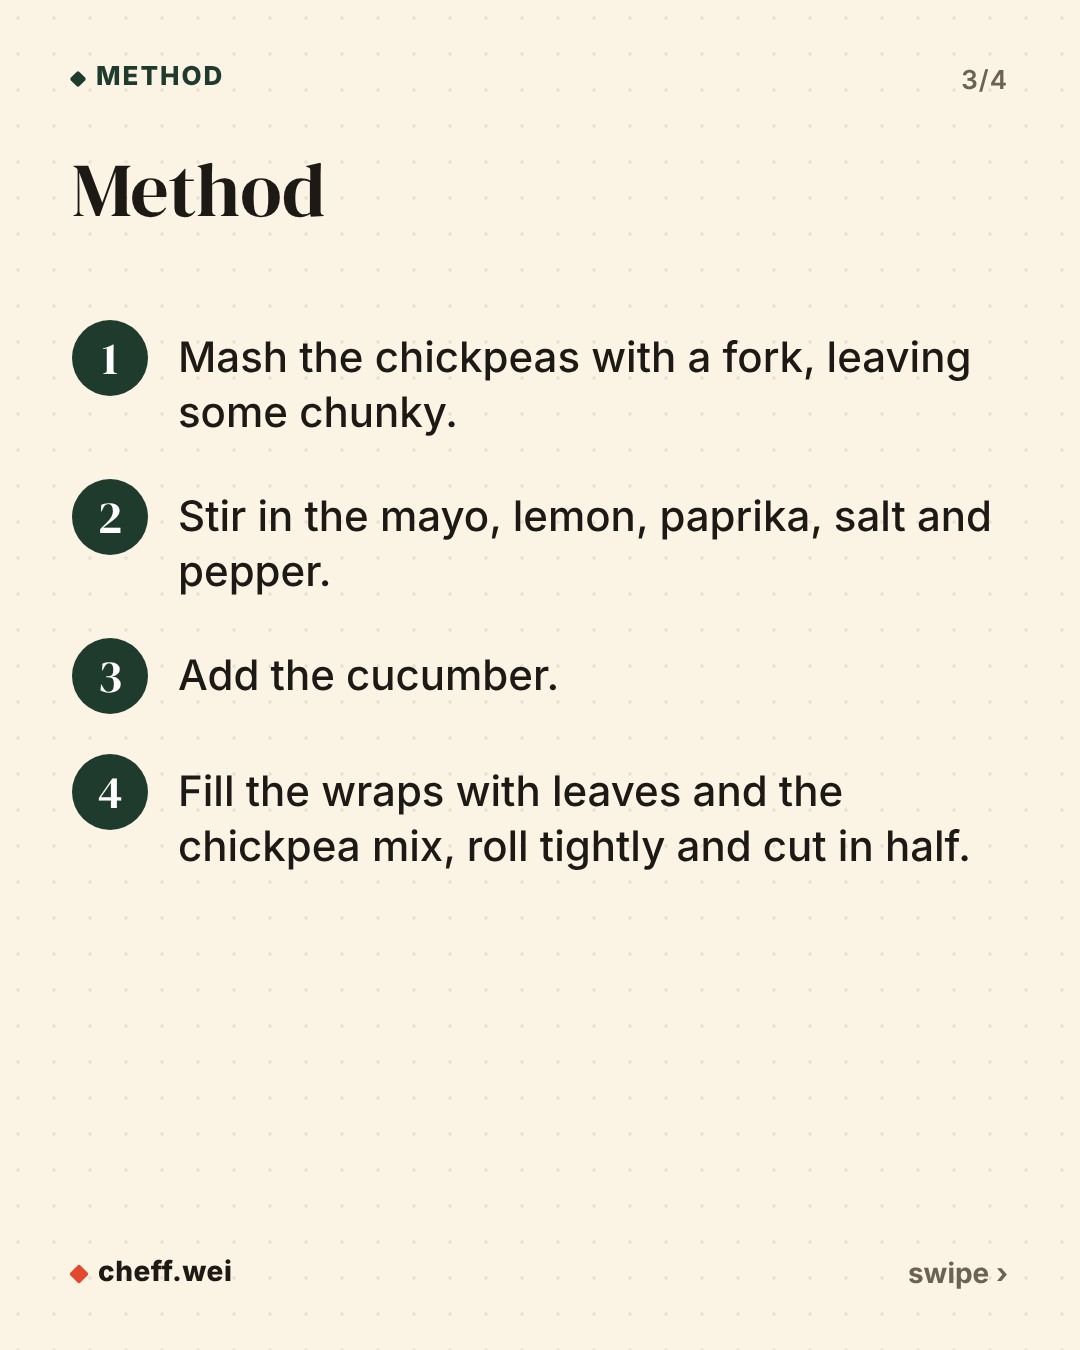 METHOD
3/4
Method
1
Mash the chickpeas with a fork, leaving
some chunky.
2
Stir in the mayo, lemon, paprika, salt and
pepper.
3
Add the cucumber.
4
Fill the wraps with leaves and the
chickpea mix, roll tightly and cut in half.
cheff.wei
swipe ›